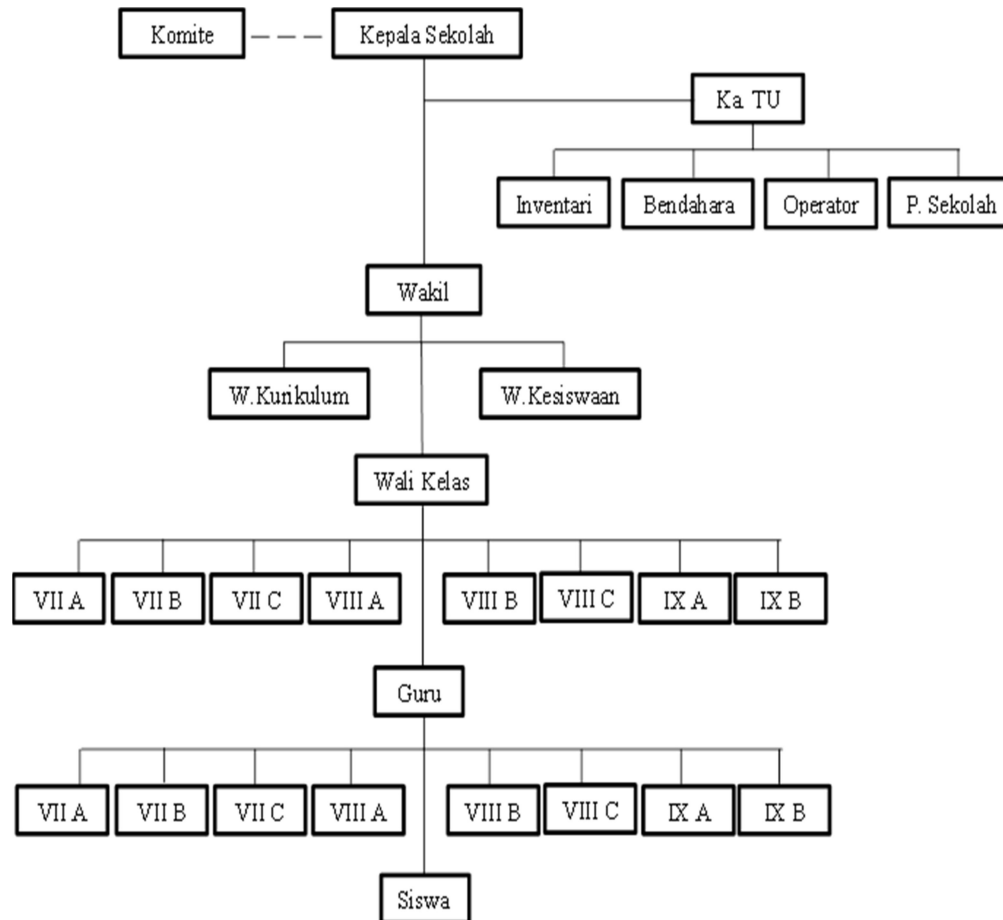 Komite
Kepala Sekolah
Ka. TU
Inventari
Bendahara
Operator
P. Sekolah
Wakil
W.Kurikulum
W.Kesiswaan
Wali Kelas
VII A
VII B
VII C
VIII A
VIII B
VIII C
IX A
IX B
Guru
VII A
VII B
VII C
VIII A
VIII B
VIII C
IX A
IX B
Siswa